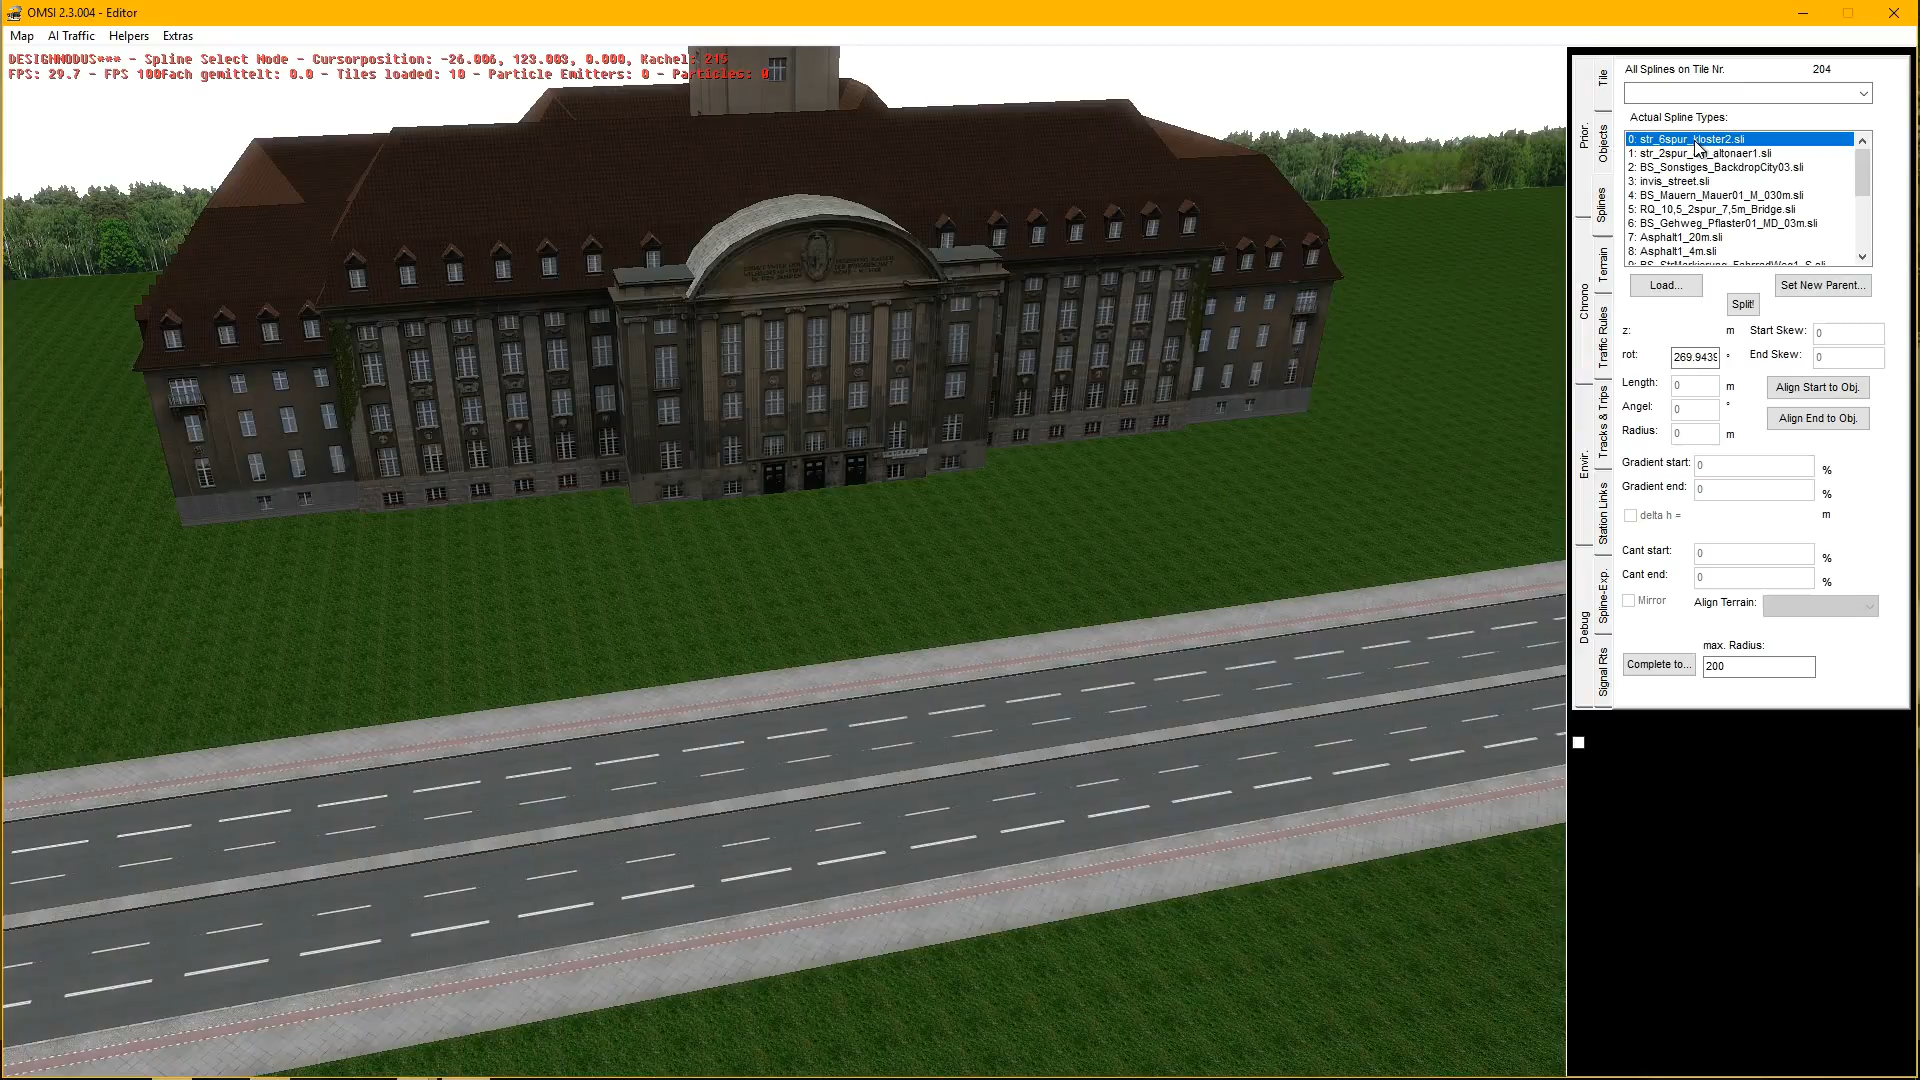 OMSI 2.3.004 - Editor
Map AI Traffic Helpers Extras
DESIGNMODUS*** - Spline Select Mode - Cursorposition: -26.006, 123.003, 0.000, Kachel: 215
FPS: 29.7 - FPS 100fach gemittelt: 0.0 - Tiles loaded: 10 - Particle Emitters: 0 - Particles: 0
Prior.
Chrono
Envir.
Debug
Tile
Objects
Splines
Terrain
Traffic Rules
Tracks & Trips
Station Links
Spline-Exp.
Signal Rts
All Splines on Tile Nr. 204
Actual Spline Types:
0: str_6spur_kloster2.sli
1: str_2spur_ altonaer1.sli
2: BS_Sonstiges_BackdropCity03.sli
3: invis_street.sli
4: BS_Mauern_Mauer01_M_030m.sli
5: RQ_10,5_2spur_7,5m_Bridge.sli
6: BS_Gehweg_Pflaster01_MD_03m.sli
7: Asphalt1_20m.sli
8: Asphalt1_4m.sli
9: BS_StrMarkierung_FahrradWeg1_S.sli
Load... Set New Parent...
Split!
z: m Start Skew: 0
rot: 269.9439 ° End Skew: 0
Length: 0 m Align Start to Obj.
Angel: 0 °
Align End to Obj.
Radius: 0 m
Gradient start: 0 %
Gradient end: 0 %
delta h = m
Cant start: 0 %
Cant end: 0 %
Mirror Align Terrain:
max. Radius:
Complete to... 200